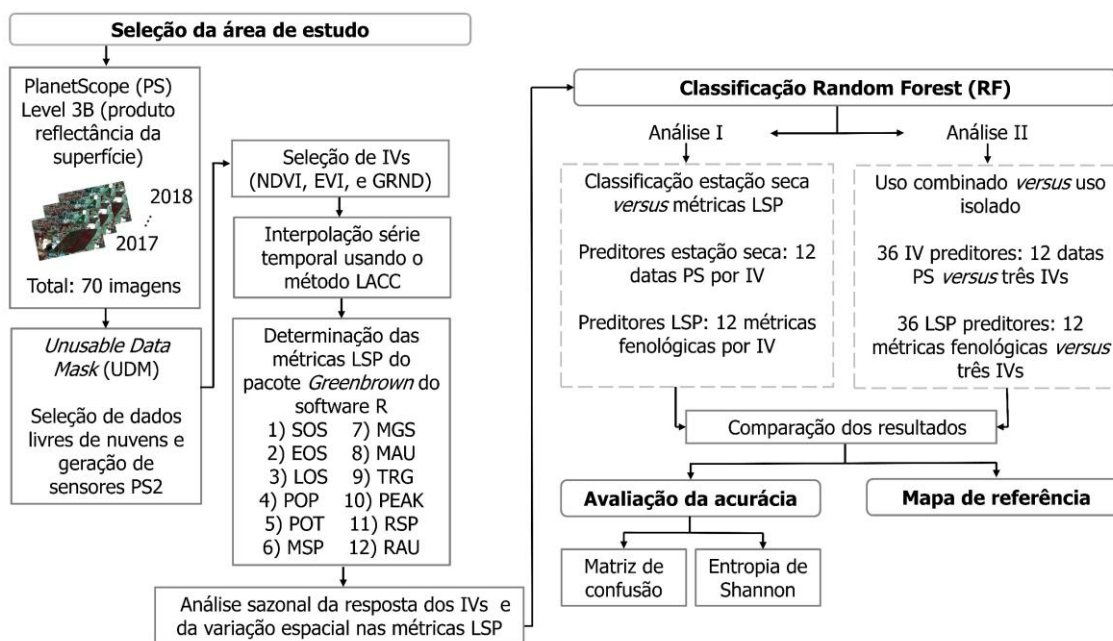 Seleção da área de estudo
PlanetScope (PS)
Level 3B (produto
reflectância da
superfície)
2018
...
2017
Total: 70 imagens
Unusable Data
Mask (UDM)
Seleção de dados
livres de nuvens e
geração de
sensores PS2
Seleção de IVs
(NDVI, EVI, e GRND)
Interpolação série
temporal usando o
método LACC
Determinação das
métricas LSP do
pacote Greenbrown do
software R
1) SOS 7) MGS
2) EOS 8) MAU
3) LOS 9) TRG
4) POP 10) PEAK
5) POT 11) RSP
6) MSP 12) RAU
Análise sazonal da resposta dos IVs e
da variação espacial nas métricas LSP
Classificação Random Forest (RF)
Análise I
Classificação estação seca
versus métricas LSP
Preditores estação seca: 12
datas PS por IV
Preditores LSP: 12 métricas
fenológicas por IV
Análise II
Uso combinado versus uso
isolado
36 IV preditores: 12 datas
PS versus três IVs
36 LSP preditores: 12
métricas fenológicas versus
três IVs
Comparação dos resultados
Avaliação da acurácia
Mapa de referência
Matriz de
confusão
Entropia de
Shannon